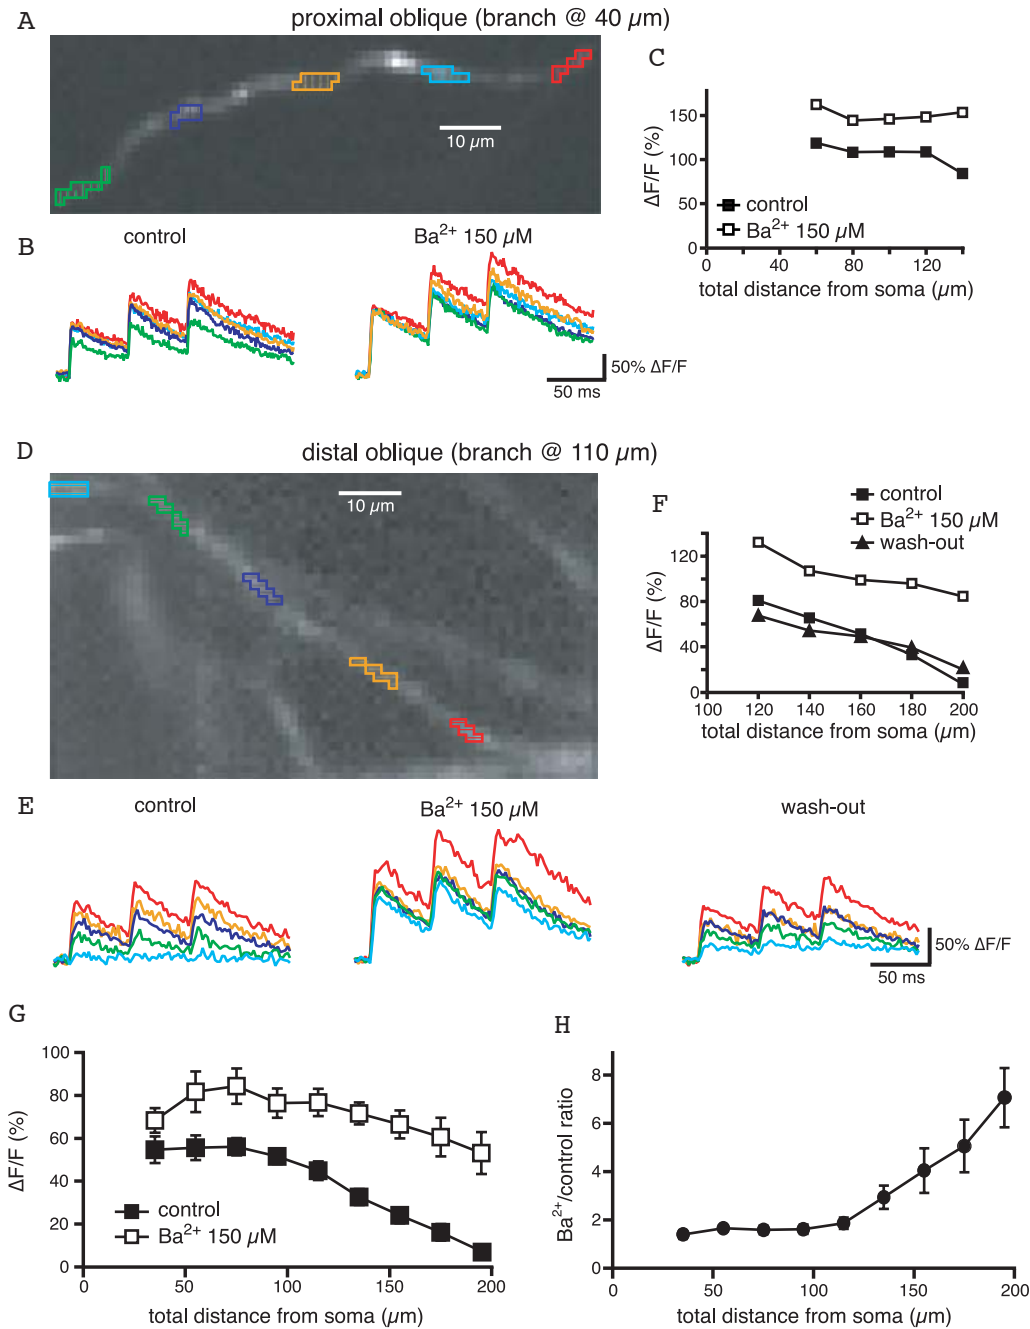 A
proximal oblique (branch @ 40 µm)
10 µm
C
150
100
50
0
ΔF/F (%)
control
Ba2+ 150 µM
0
40
80
120
total distance from soma (µm)
B
control
Ba2+ 150 µM
50% ΔF/F
50 ms
D
distal oblique (branch @ 110 µm)
10 µm
F
control
Ba2+ 150 µM
wash-out
120
80
40
0
ΔF/F (%)
100 120 140 160 180 200
total distance from soma (µm)
E
control
Ba2+ 150 µM
wash-out
50% ΔF/F
50 ms
G
100
80
60
40
20
0
ΔF/F (%)
control
Ba2+ 150 µM
0 50 100 150 200
total distance from soma (µm)
H
8
6
4
2
0
Ba2+/control ratio
0 50 100 150 200
total distance from soma (µm)